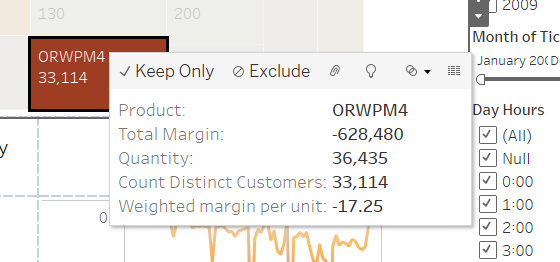 130
200
2009
Month of Tic
January 20
ORWPM4
33,114
Keep Only
Exclude
Product: ORWPM4
Total Margin: -628,480
Quantity: 36,435
Count Distinct Customers: 33,114
Weighted margin per unit: -17.25
Day Hours
(All)
Null
0:00
1:00
2:00
3:00
y
0